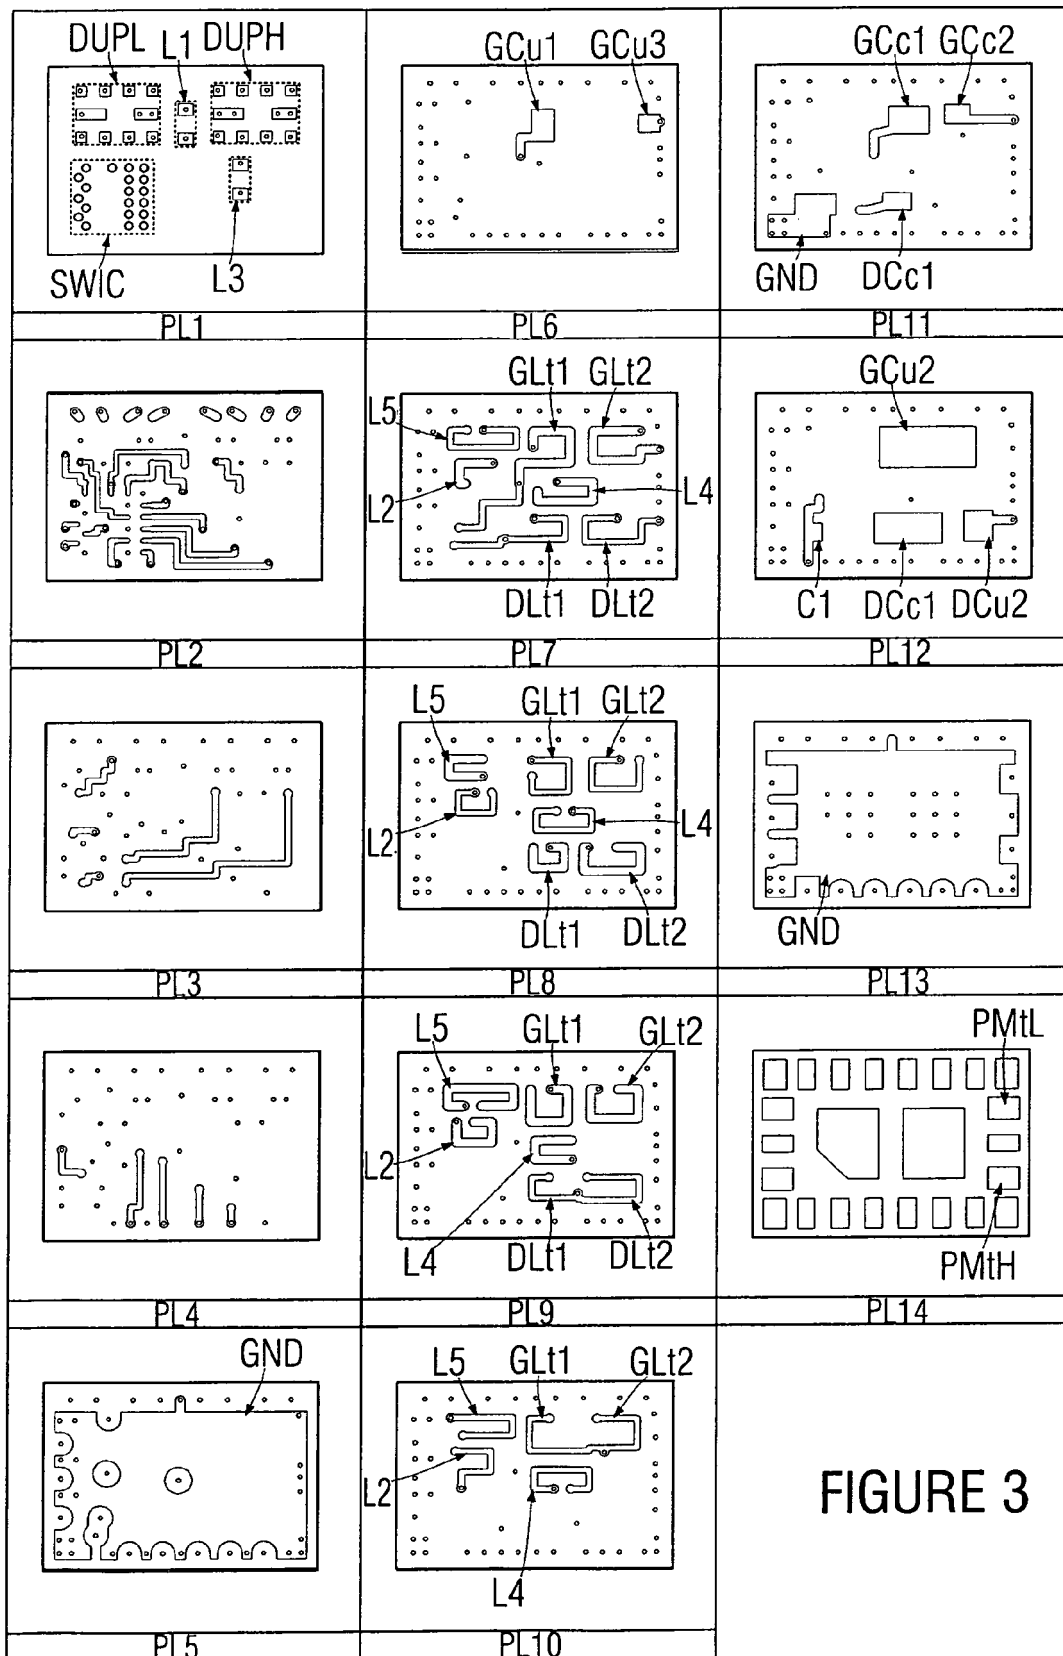 DUPL L1 DUPH
SWIC
L3
PL1
GCu1 GCu3
PL6
GCc1 GCc2
GND
DCc1
PL11
PL2
GLt1 GLt2
L5
L2
L4
DLt1 DLt2
PL7
GCu2
C1 DCc1 DCu2
PL12
PL3
L5 GLt1 GLt2
L2
L4
DLt1
DLt2
PL8
GND
PL13
PL4
L5 GLt1 GLt2
L2
L4
DLt1 DLt2
PL9
PMtL
PMtH
PL14
GND
PL5
L5 GLt1 GLt2
L2
L4
PL10
FIGURE 3